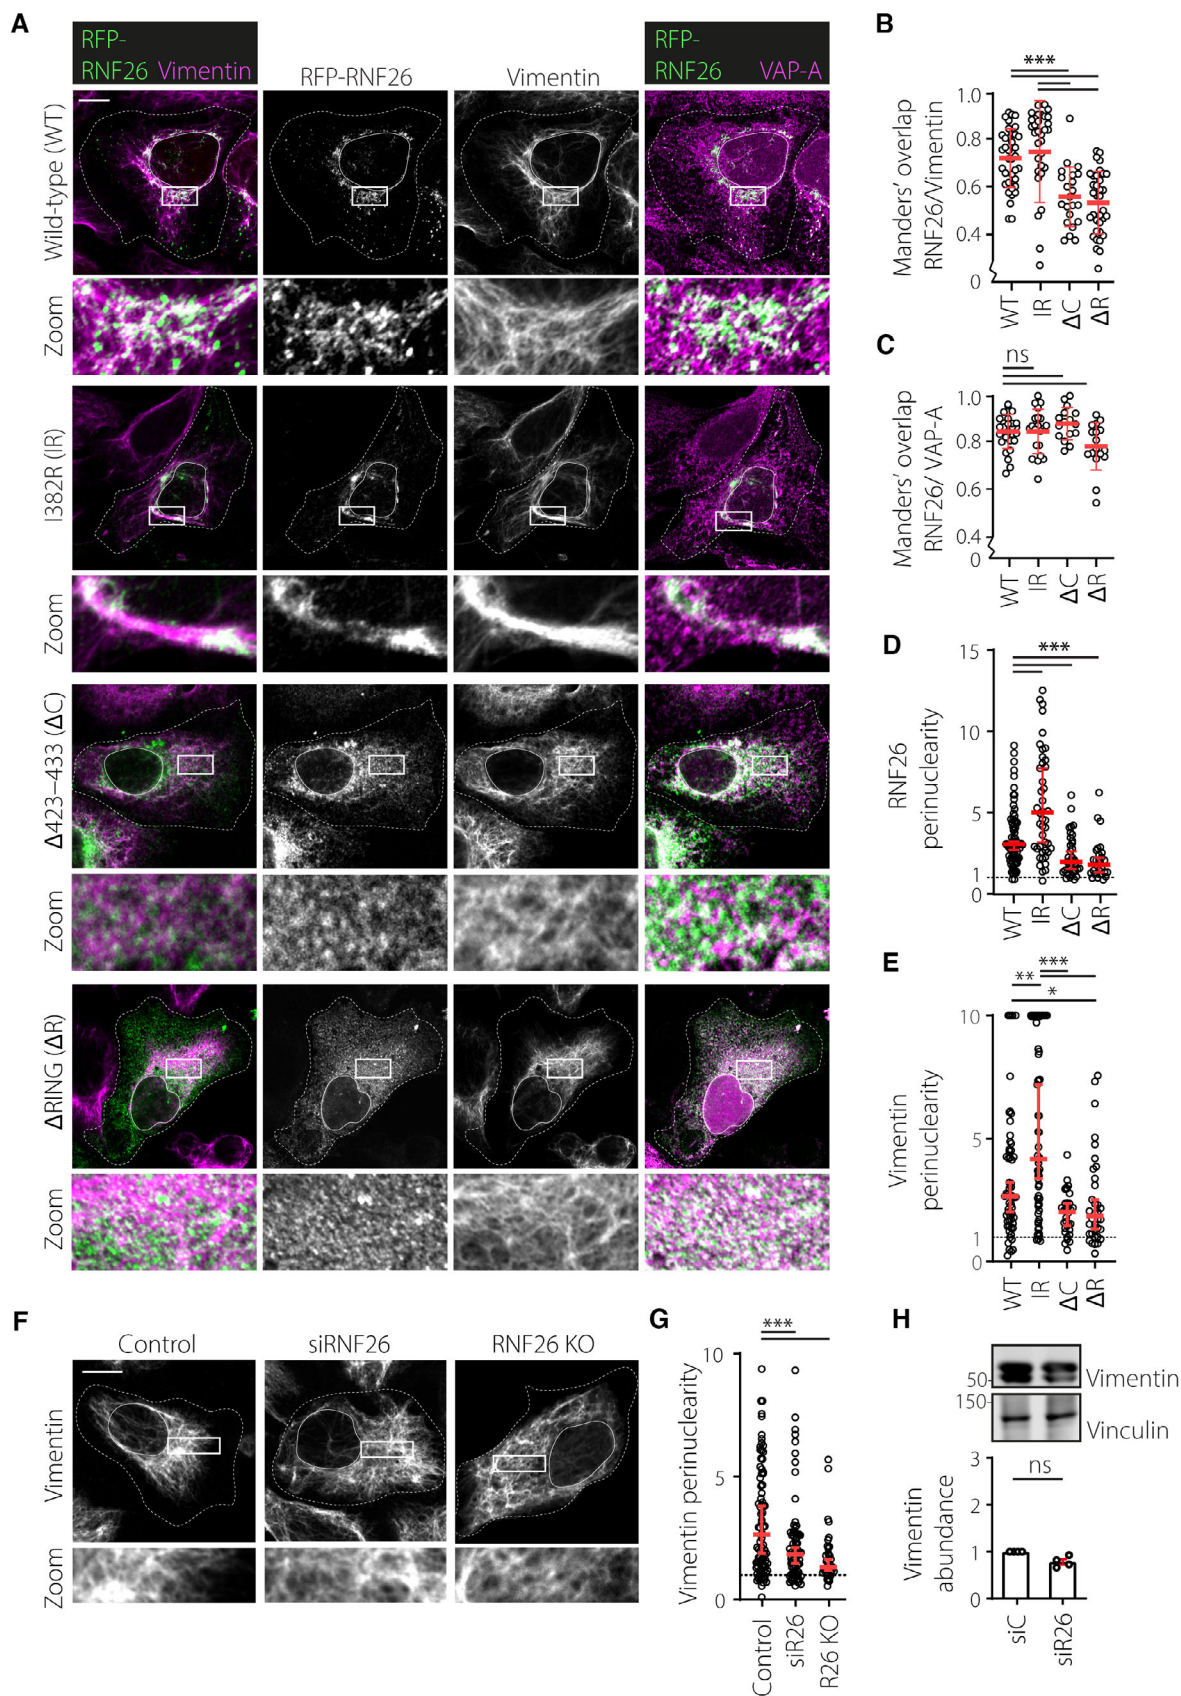 A
RFP-
RNF26 Vimentin
RFP-RNF26
Vimentin
RFP-
RNF26 VAP-A
Wild-type (WT)
Zoom
I382R (IR)
Zoom
Δ423–433 (ΔC)
Zoom
ΔRING (ΔR)
Zoom
B
***
Manders' overlap
RNF26/Vimentin
1.0
0.8
0.6
0.4
0
WT
IR
ΔC
ΔR
C
ns
Manders' overlap
RNF26/ VAP-A
1.0
0.8
0.6
0.4
0
WT
IR
ΔC
ΔR
D
***
RNF26
perinuclearity
15
10
5
1
0
WT
IR
ΔC
ΔR
E
***
**
*
Vimentin
perinuclearity
10
5
1
0
WT
IR
ΔC
ΔR
F
Control
siRNF26
RNF26 KO
Vimentin
Zoom
G
***
Vimentin perinuclearity
10
5
0
Control
siR26
R26 KO
H
50-
Vimentin
150-
Vinculin
Vimentin
abundance
3
2
1
0
ns
siC
siR26